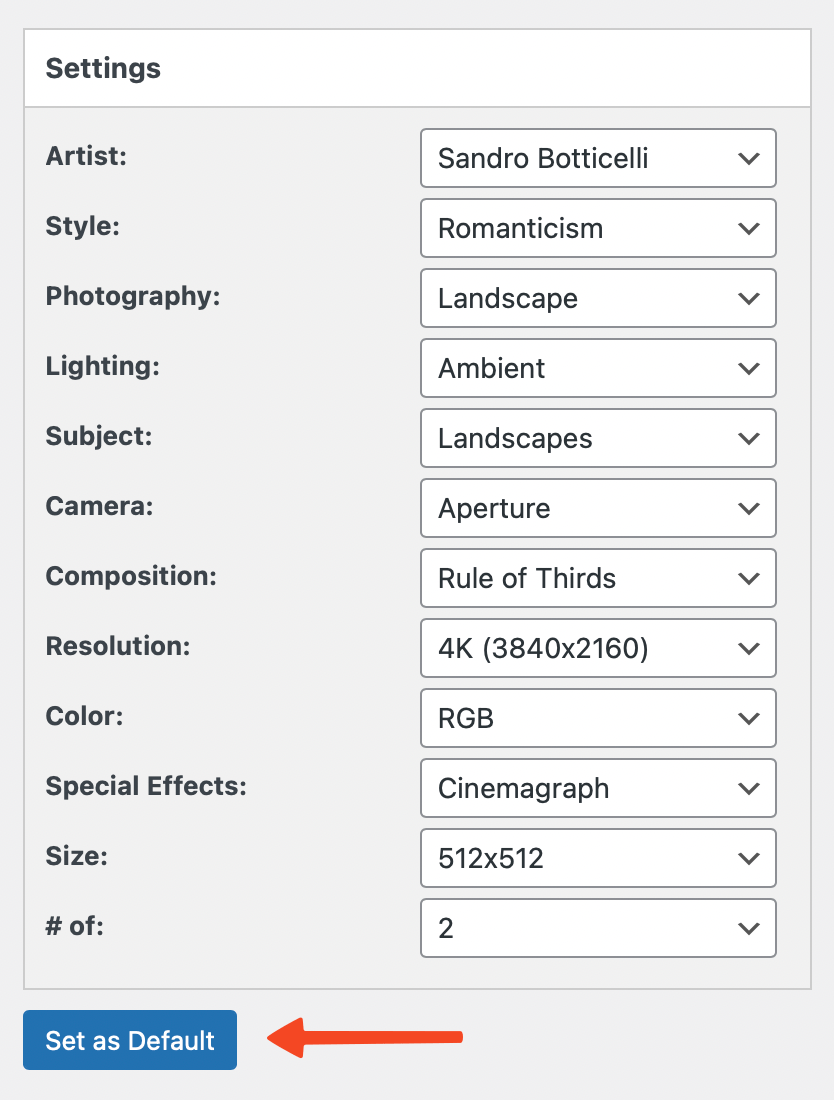 Settings
Artist: Sandro Botticelli
Style: Romanticism
Photography: Landscape
Lighting: Ambient
Subject: Landscapes
Camera: Aperture
Composition: Rule of Thirds
Resolution: 4K (3840x2160)
Color: RGB
Special Effects: Cinemagraph
Size: 512x512
# of: 2
Set as Default